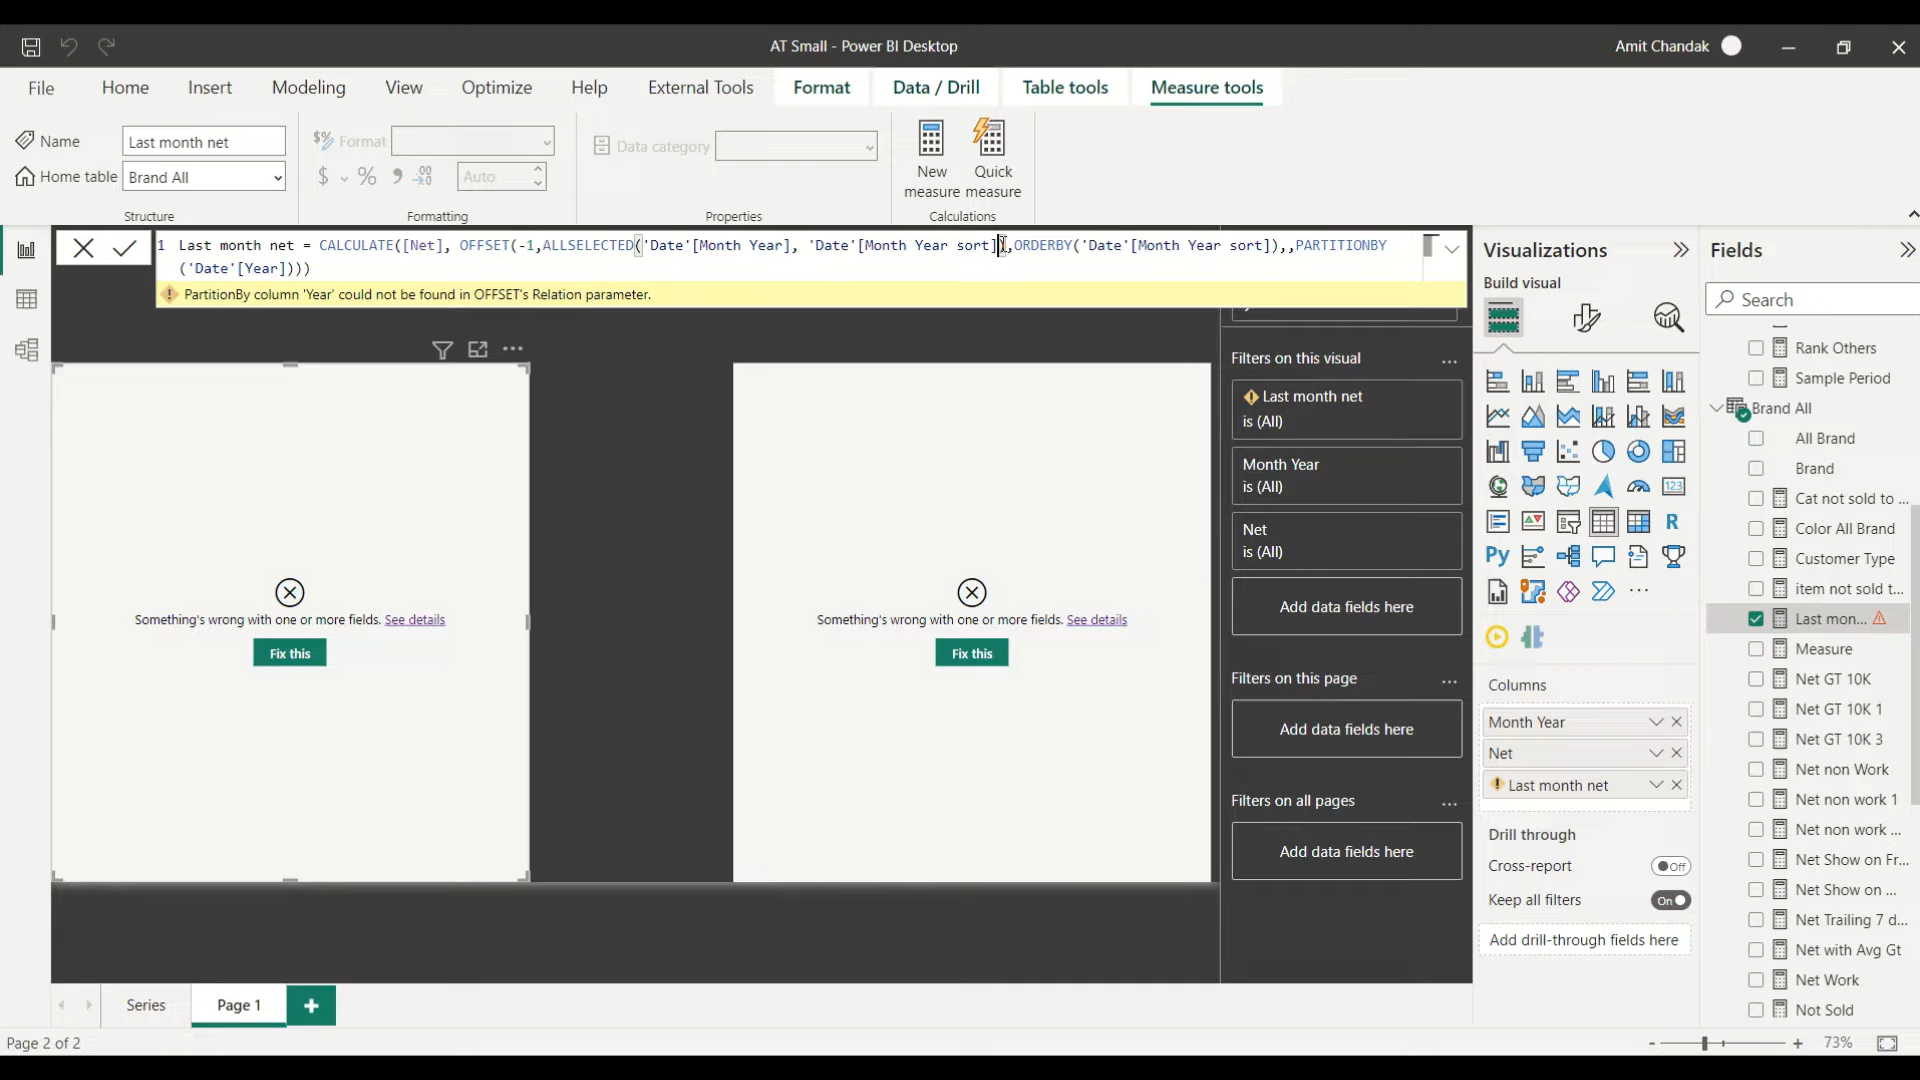 AT Small - Power BI Desktop
Amit Chandak
File
Home
Insert
Modeling
View
Optimize
Help
External Tools
Format
Data / Drill
Table tools
Measure tools
Name
Last month net
Home table
Brand All
Structure
$% Format
$ % 9 .00
Auto
Formatting
Data category
Properties
New
measure
Quick
measure
Calculations
1 Last month net = CALCULATE([Net], OFFSET(-1,ALLSELECTED('Date'[Month Year], 'Date'[Month Year sort]),ORDERBY('Date'[Month Year sort]),,PARTITIONBY
('Date'[Year])))
PartitionBy column 'Year' could not be found in OFFSET's Relation parameter.
Something's wrong with one or more fields. See details
Fix this
Something's wrong with one or more fields. See details
Fix this
Filters on this visual
...
Last month net
is (All)
Month Year
is (All)
Net
is (All)
Add data fields here
Filters on this page
...
Add data fields here
Filters on all pages
...
Add data fields here
Visualizations
Build visual
123
R
Py
...
Columns
Month Year
Net
Last month net
Drill through
Cross-report
Off
Keep all filters
On
Add drill-through fields here
Fields
Search
Rank Others
Sample Period
Brand All
All Brand
Brand
Cat not sold to ...
Color All Brand
Customer Type
item not sold t...
Last mon...
Measure
Net GT 10K
Net GT 10K 1
Net GT 10K 3
Net non Work
Net non work 1
Net non work ...
Net Show on Fr...
Net Show on ...
Net Trailing 7 d...
Net with Avg Gt
Net Work
Not Sold
Series
Page 1
+
Page 2 of 2
- + 73%